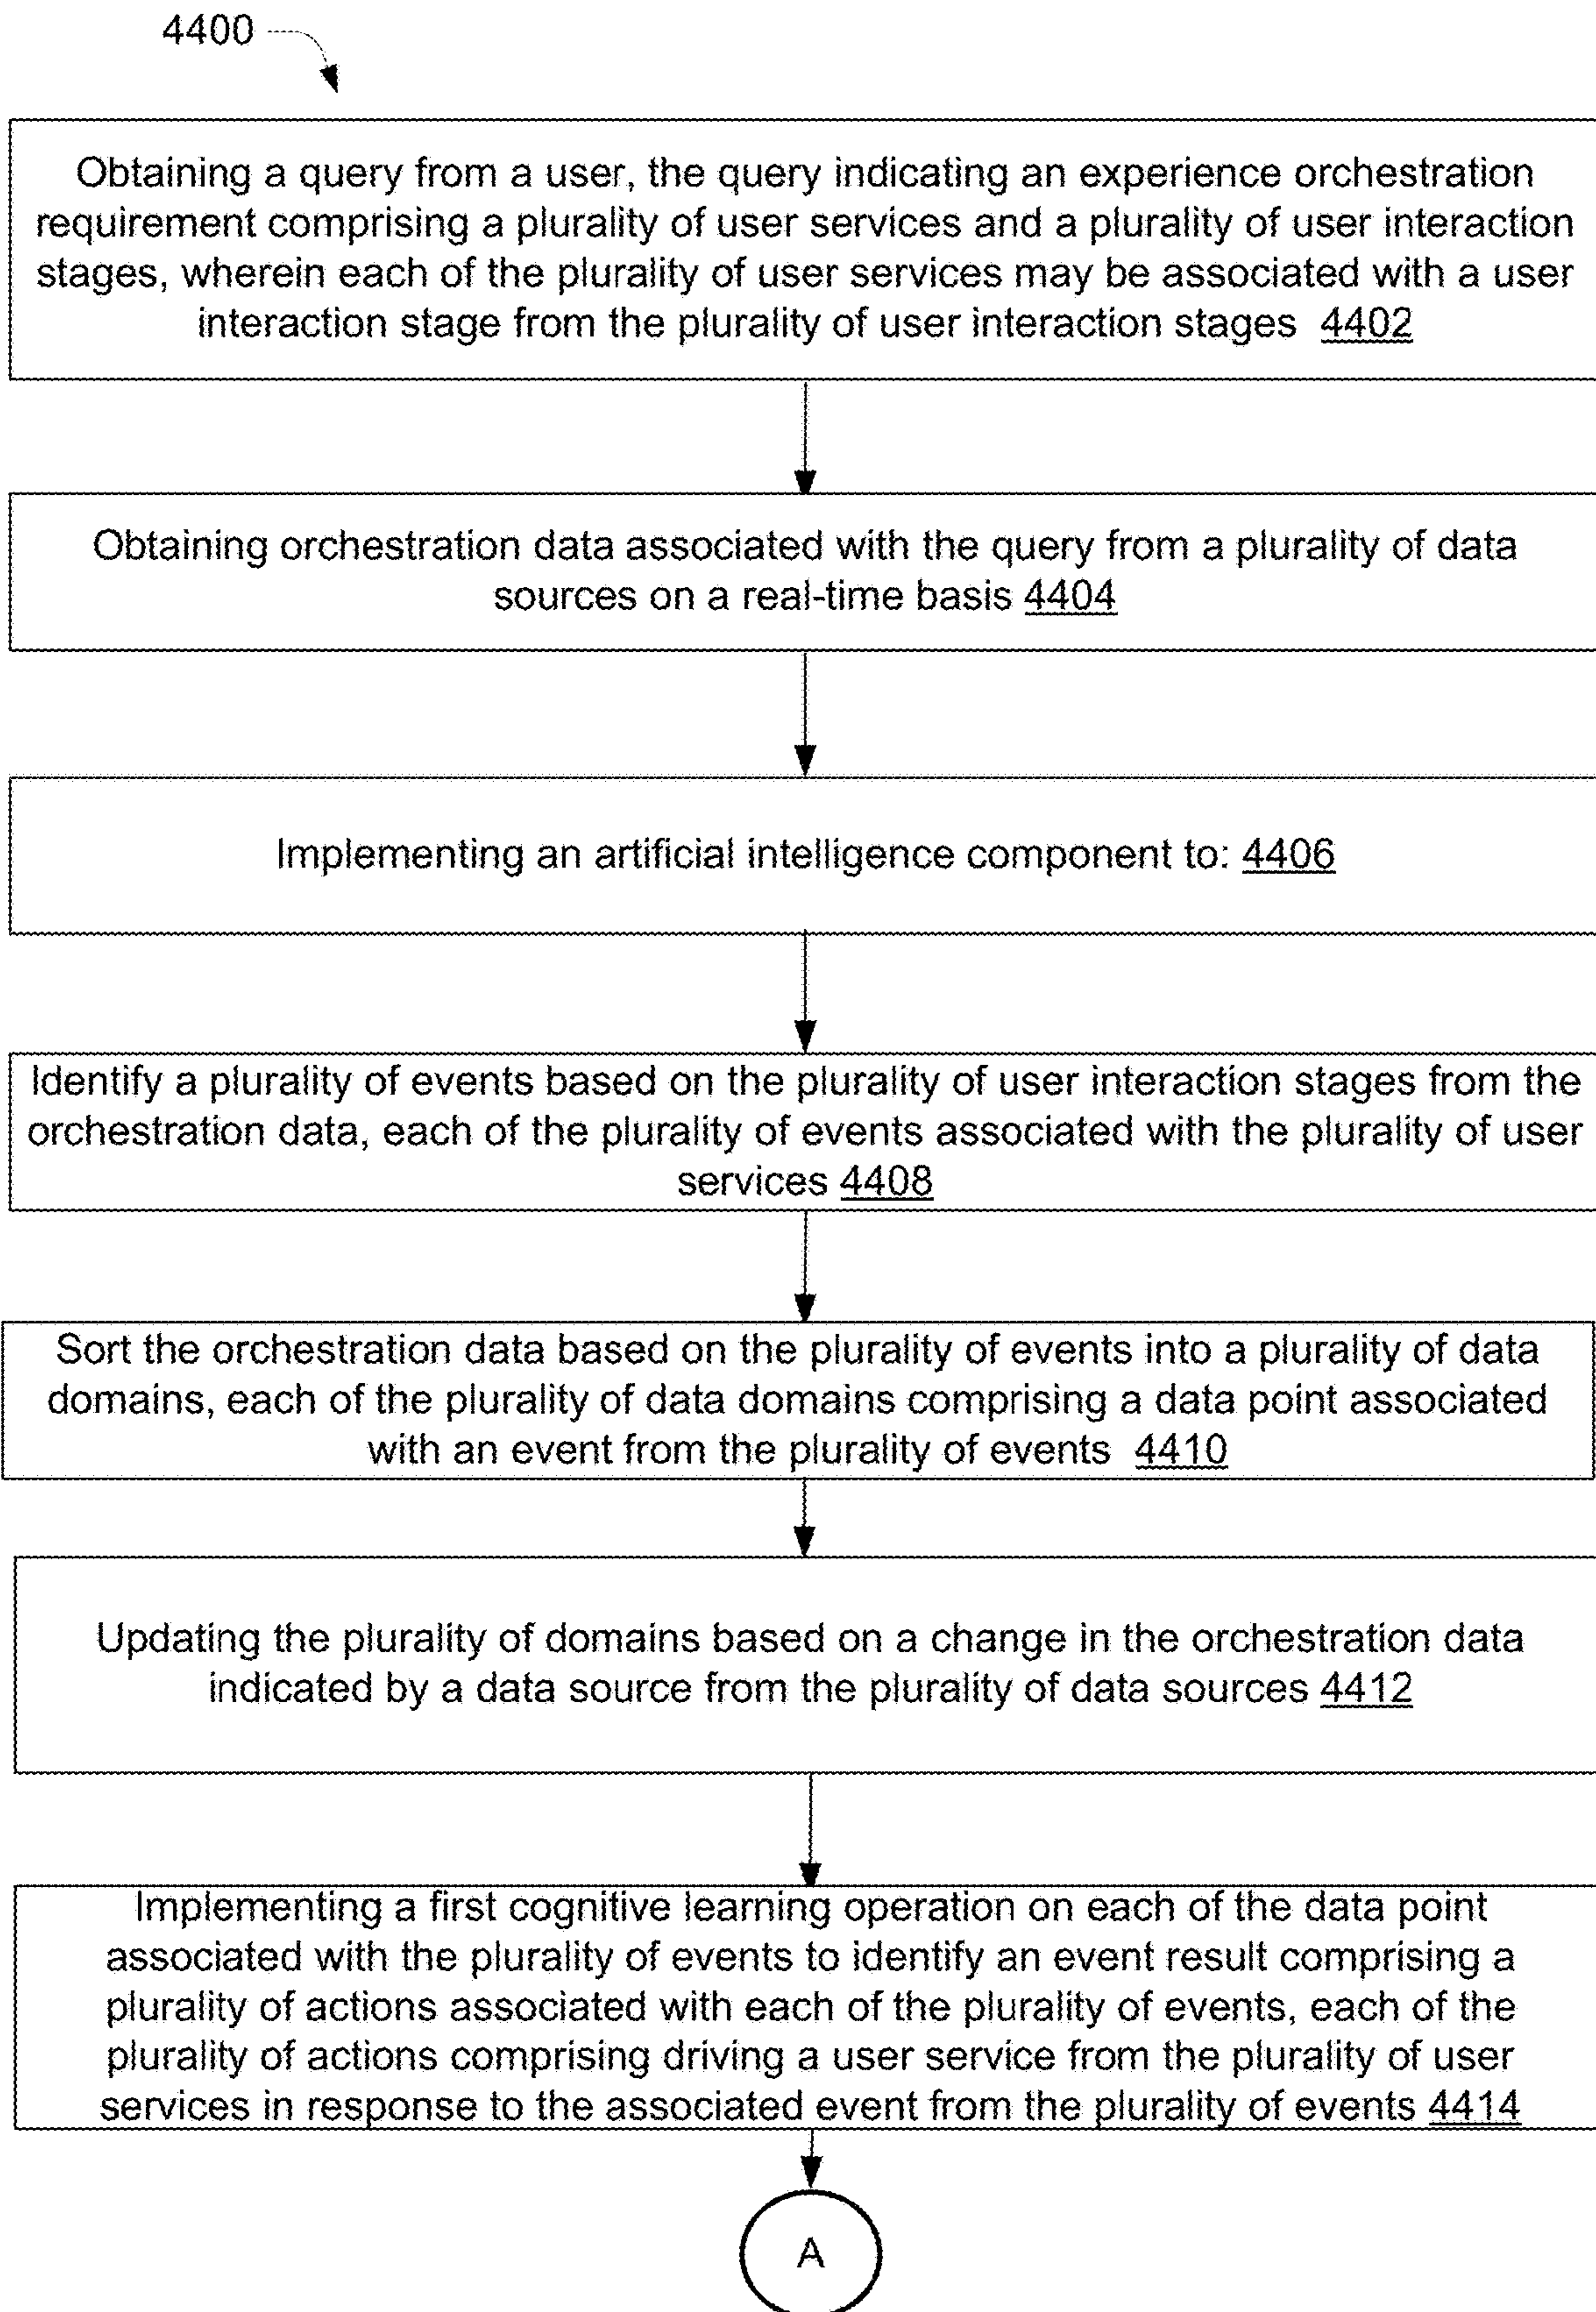 4400
Obtaining a query from a user, the query indicating an experience orchestration
requirement comprising a plurality of user services and a plurality of user interaction
stages, wherein each of the plurality of user services may be associated with a user
interaction stage from the plurality of user interaction stages 4402
Obtaining orchestration data associated with the query from a plurality of data
sources on a real-time basis 4404
Implementing an artificial intelligence component to: 4406
Identify a plurality of events based on the plurality of user interaction stages from the
orchestration data, each of the plurality of events associated with the plurality of user
services 4408
Sort the orchestration data based on the plurality of events into a plurality of data
domains, each of the plurality of data domains comprising a data point associated
with an event from the plurality of events 4410
Updating the plurality of domains based on a change in the orchestration data
indicated by a data source from the plurality of data sources 4412
Implementing a first cognitive learning operation on each of the data point
associated with the plurality of events to identify an event result comprising a
plurality of actions associated with each of the plurality of events, each of the
plurality of actions comprising driving a user service from the plurality of user
services in response to the associated event from the plurality of events 4414
A